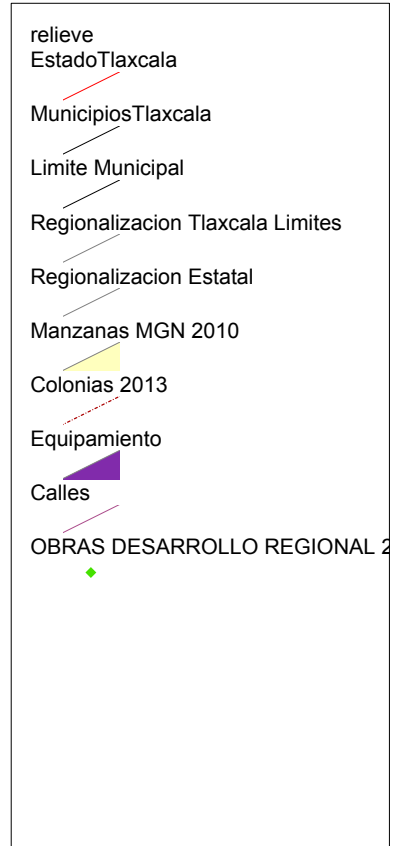 relieve
EstadoTlaxcala
MunicipiosTlaxcala
Limite Municipal
Regionalizacion Tlaxcala Limites
Regionalizacion Estatal
Manzanas MGN 2010
Colonias 2013
Equipamiento
Calles
OBRAS DESARROLLO REGIONAL 2